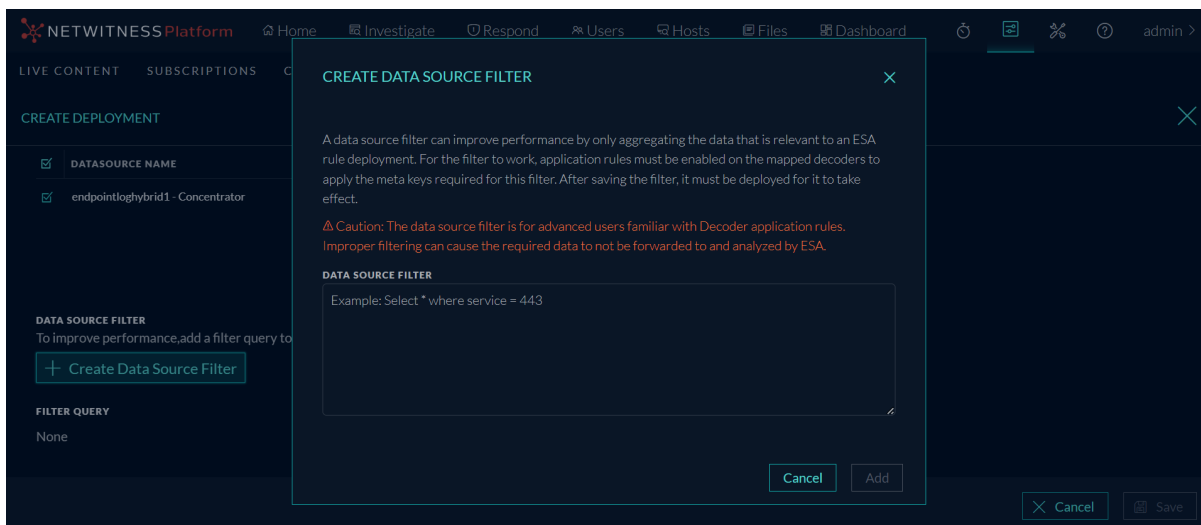 NETWITNESS Platform Home Investigate Respond Users Hosts Files Dashboard admin >
LIVE CONTENT SUBSCRIPTIONS C
CREATE DATA SOURCE FILTER
CREATE DEPLOYMENT
DATASOURCE NAME
endpointloghybrid1 - Concentrator
A data source filter can improve performance by only aggregating the data that is relevant to an ESA
rule deployment. For the filter to work, application rules must be enabled on the mapped decoders to
apply the meta keys required for this filter. After saving the filter, it must be deployed for it to take
effect.
Caution: The data source filter is for advanced users familiar with Decoder application rules.
Improper filtering can cause the required data to not be forwarded to and analyzed by ESA.
DATA SOURCE FILTER
Example: Select * where service = 443
DATA SOURCE FILTER
To improve performance,add a filter query to
Create Data Source Filter
FILTER QUERY
None
Cancel Add
Cancel Save